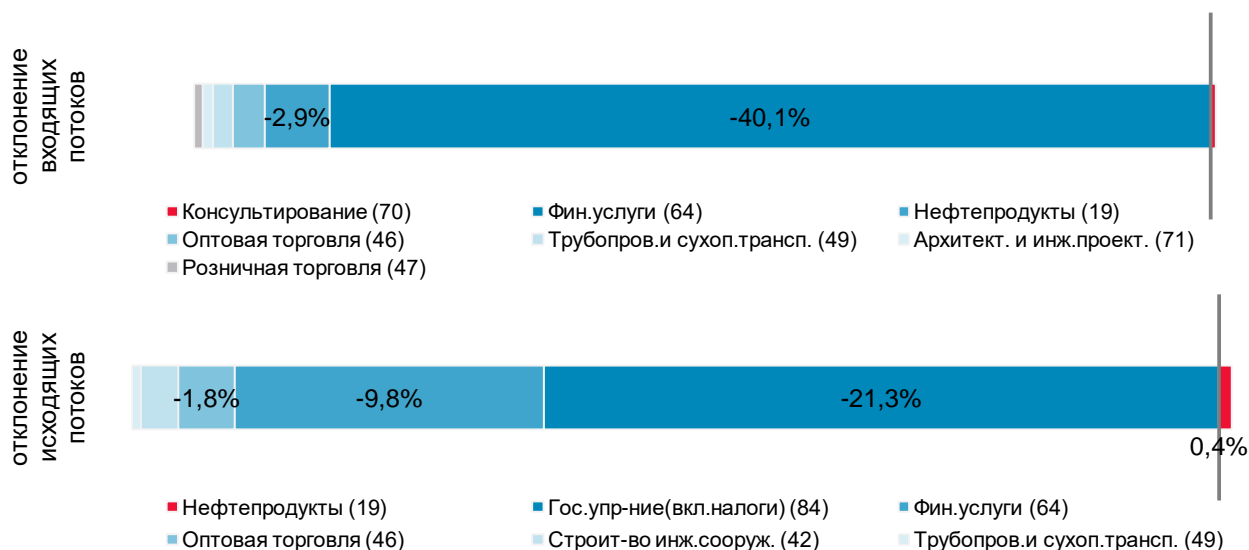 отклонение
входящих
потоков
-2,9%
-40,1%
Консультирование (70)
Фин.услуги (64)
Нефтепродукты (19)
Оптовая торговля (46)
Трубопров.и сухоп.трансп. (49)
Архитект. и инж.проект. (71)
Розничная торговля (47)
отклонение
исходящих
потоков
-1,8%
-9,8%
-21,3%
0,4%
Нефтепродукты (19)
Гос.упр-ние(вкл.налоги) (84)
Фин.услуги (64)
Оптовая торговля (46)
Строит-во инж.сооруж. (42)
Трубопров.и сухоп.трансп. (49)